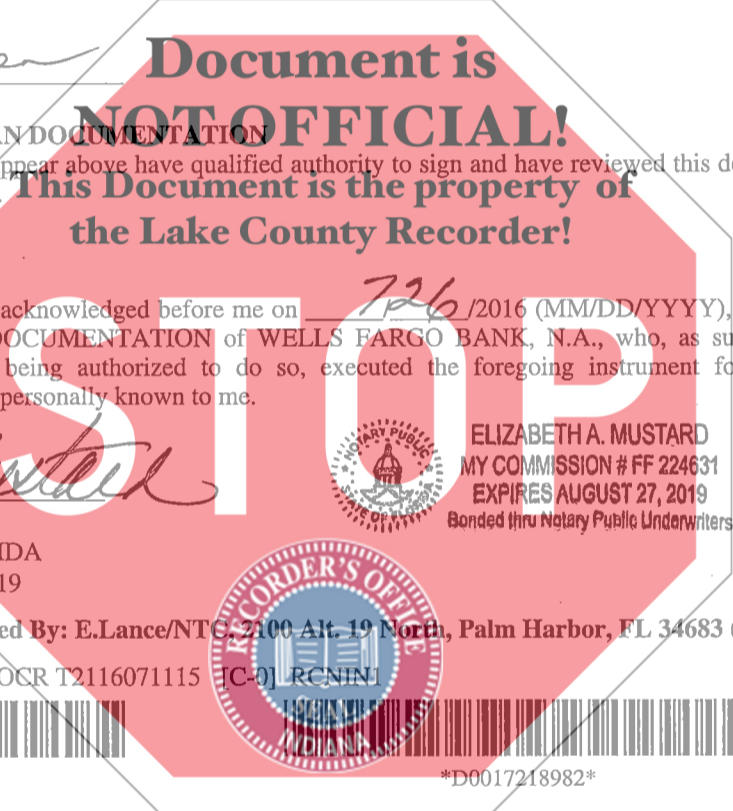 Document is
NOT OFFICIAL!
N DOCUMENTATION
ppear above have qualified authority to sign and have reviewed this d
This Document is the property of
the Lake County Recorder!
acknowledged before me on 7 26 /2016 (MM/DD/YYYY),
OCUMENTATION of WELLS FARGO BANK, N.A., who, as su
being authorized to do so, executed the foregoing instrument fo
personally known to me.
STOP
NOTARY PUBLIC
STATE OF FLORIDA
ELIZABETH A. MUSTARD
MY COMMISSION # FF 224631
EXPIRES AUGUST 27, 2019
Bonded thru Notary Public Underwriters
IDA
19
ed By: E.Lance/NTC, 2100 Alt. 19 North, Palm Harbor, FL 34683
OCR T2116071115 [C-0] RCNIN1
RECORDER'S OFFICE
SEAL
INDIANA
*D0017218982*